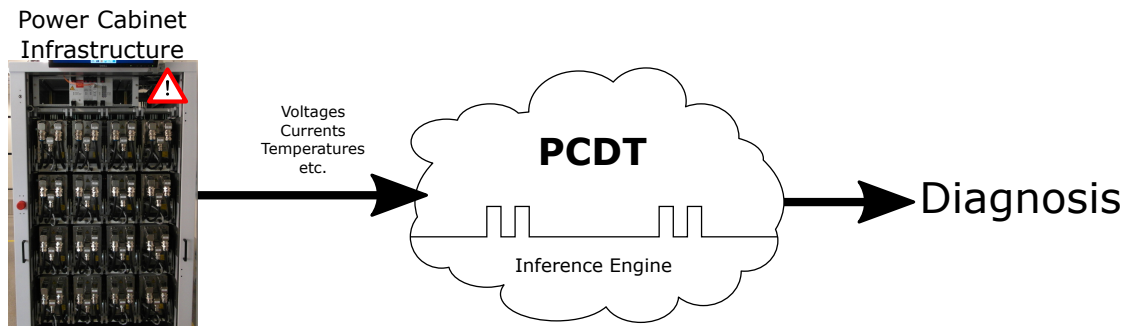 Power Cabinet
Infrastructure
!
Voltages
Currents
Temperatures
etc.
PCDT
Inference Engine
Diagnosis